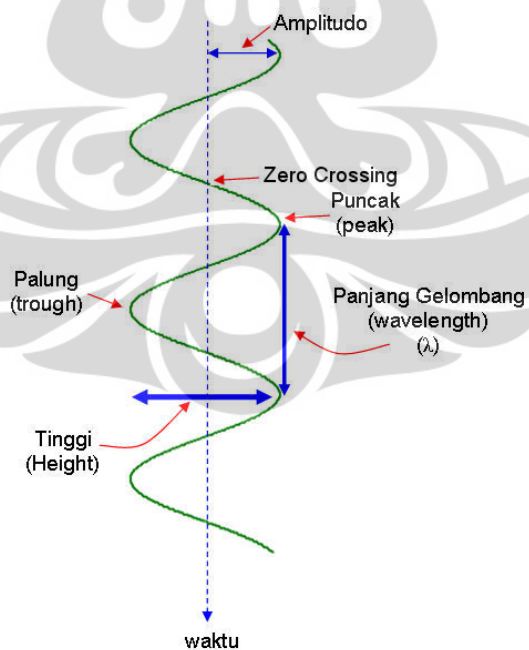 Amplitudo
Zero Crossing
Puncak
(peak)
Palung
(trough)
Panjang Gelombang
(wavelength)
(λ)
Tinggi
(Height)
waktu